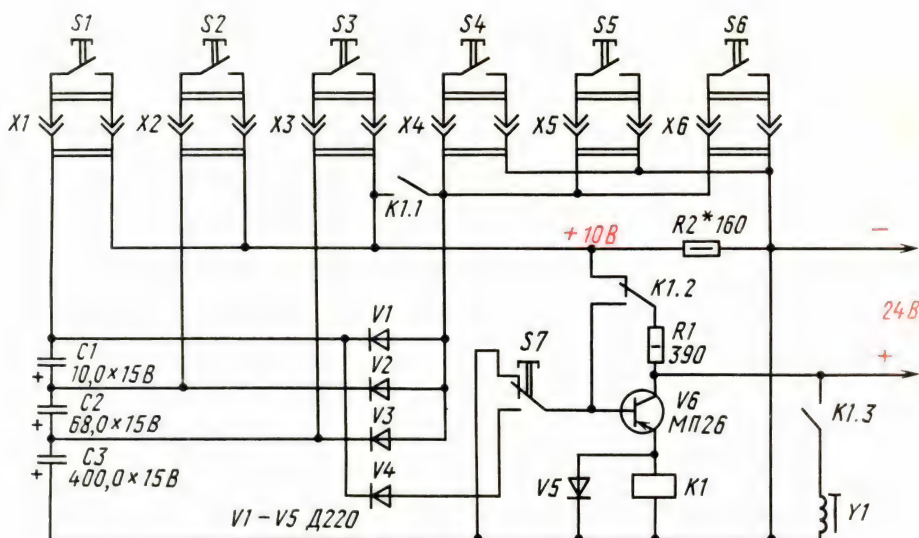 S1 S2 S3 S4 S5 S6
X1 X2 X3 X4 X5 X6
K1.1
+10В
R2* 160
−
K1.2
24В
V1
S7
R1
390
+
C1
10,0×15В
+
V2
V6
МП26
K1.3
C2
68,0×15В
+
V3
C3
400,0×15В
+
V4
V5
K1
Y1
V1–V5 Д220